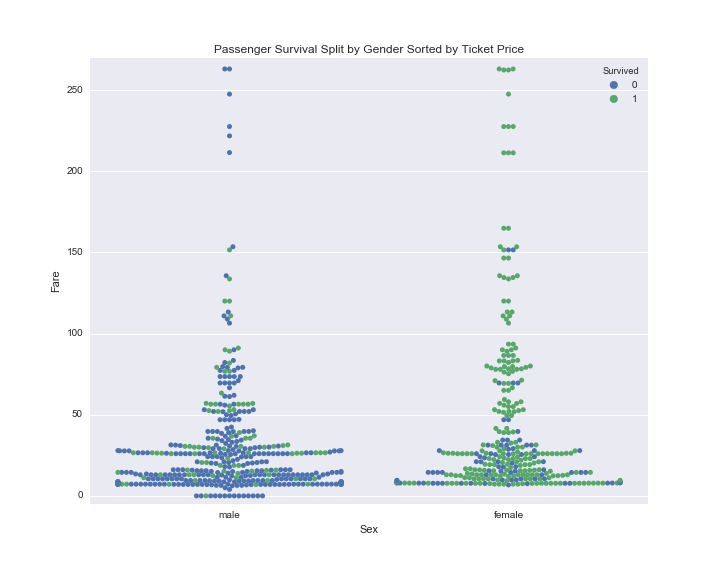 Passenger Survival Split by Gender Sorted by Ticket Price
Survived
0
1
250
200
150
100
50
0
Fare
male
female
Sex